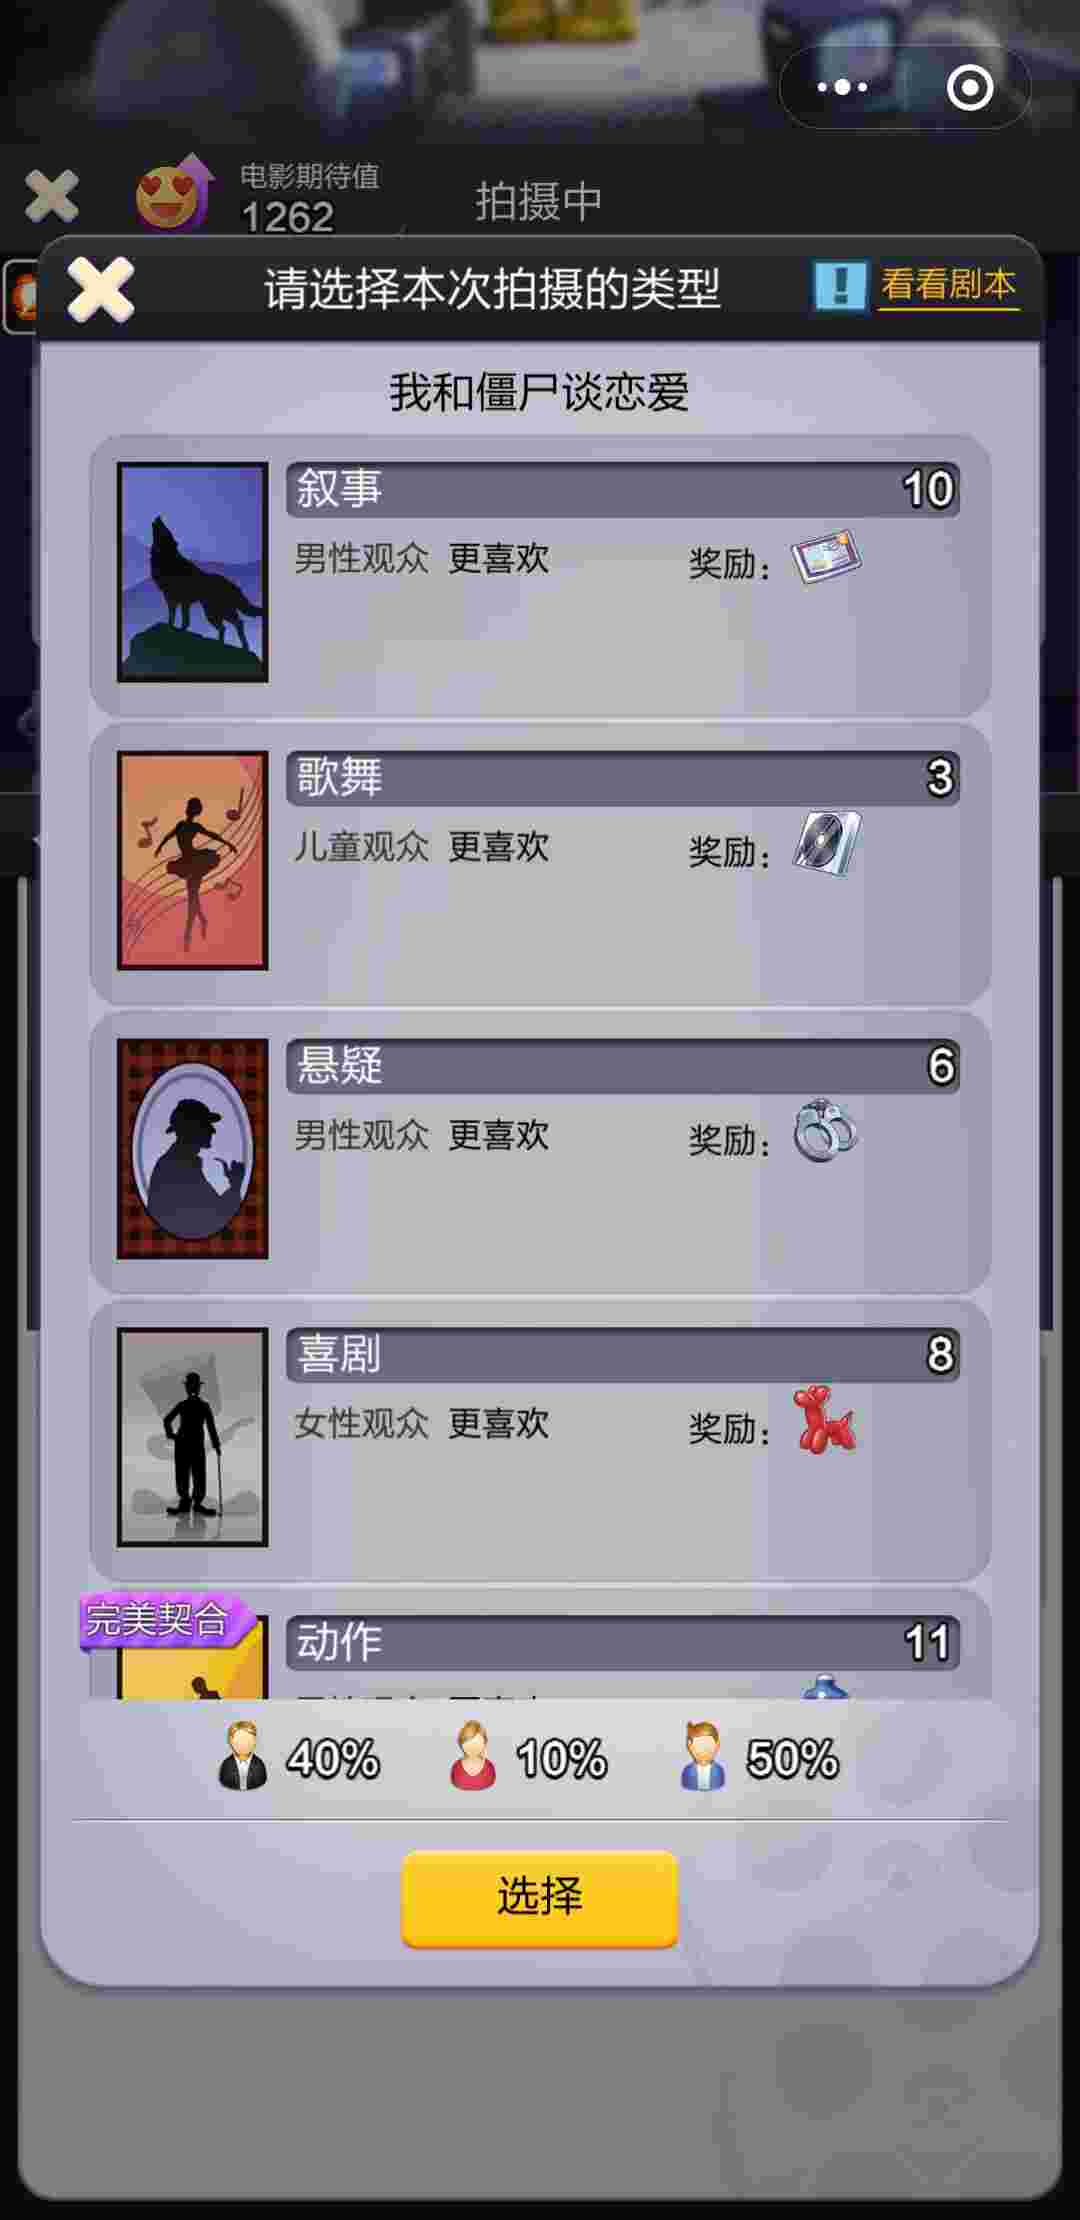 电影期待值
1262
拍摄中
请选择本次拍摄的类型
看看剧本
我和僵尸谈恋爱
叙事 10
男性观众 更喜欢 奖励：
歌舞 3
儿童观众 更喜欢 奖励：
悬疑 6
男性观众 更喜欢 奖励：
喜剧 8
女性观众 更喜欢 奖励：
完美契合
动作 11
40% 10% 50%
选择